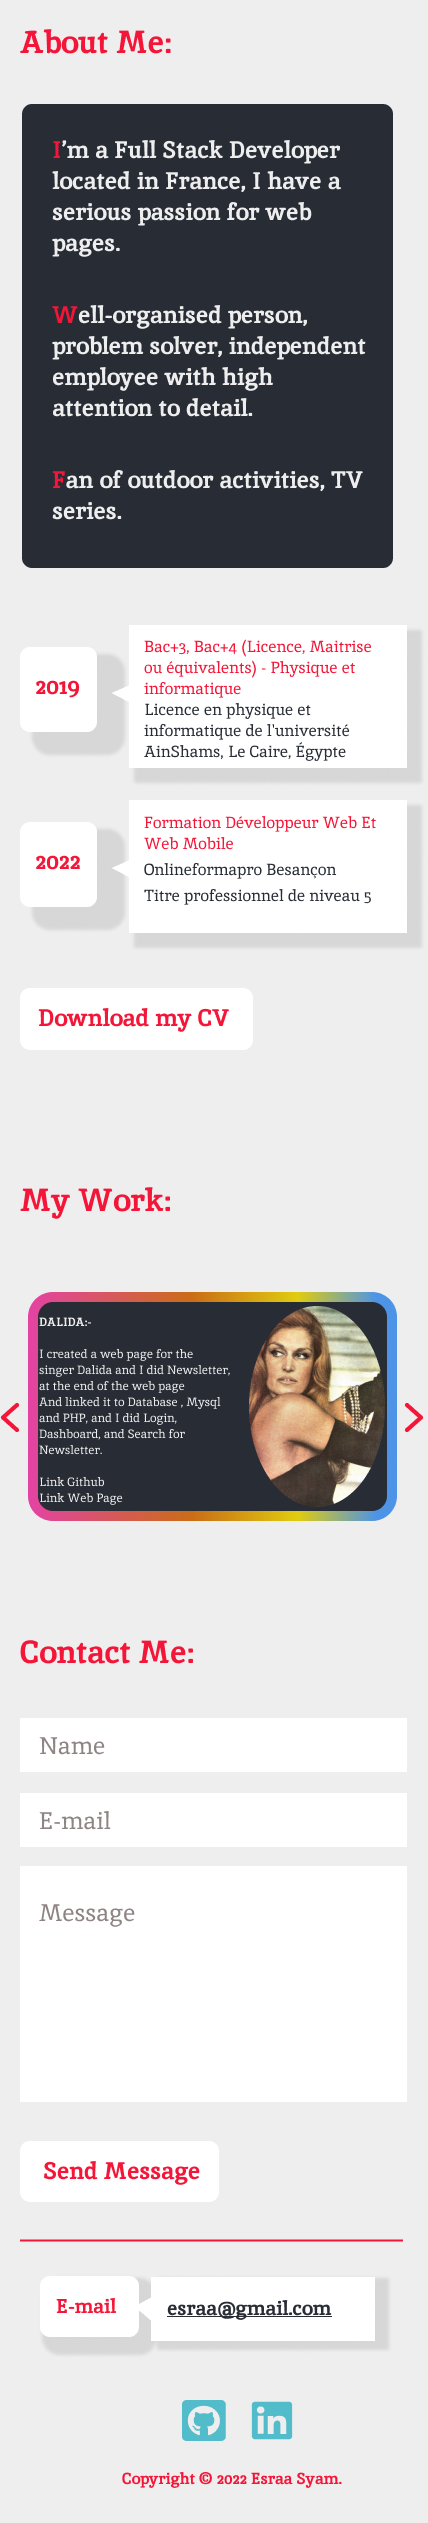 About Me:
I'm a Full Stack Developer
located in France, I have a
serious passion for web
pages.
Well-organised person,
problem solver, independent
employee with high
attention to detail.
Fan of outdoor activities, TV
series.
2019
Bac+3, Bac+4 (Licence, Maitrise
ou équivalents) - Physique et
informatique
Licence en physique et
informatique de l'université
AinShams, Le Caire, Égypte
2022
Formation Développeur Web Et
Web Mobile
Onlineformapro Besançon
Titre professionnel de niveau 5
Download my CV
My Work:
DALIDA:-
I created a web page for the
singer Dalida and I did Newsletter,
at the end of the web page
And linked it to Database , Mysql
and PHP, and I did Login,
Dashboard, and Search for
Newsletter.
Link Github
Link Web Page
Contact Me:
Name
E-mail
Message
Send Message
E-mail
esraa@gmail.com
in
Copyright © 2022 Esraa Syam.